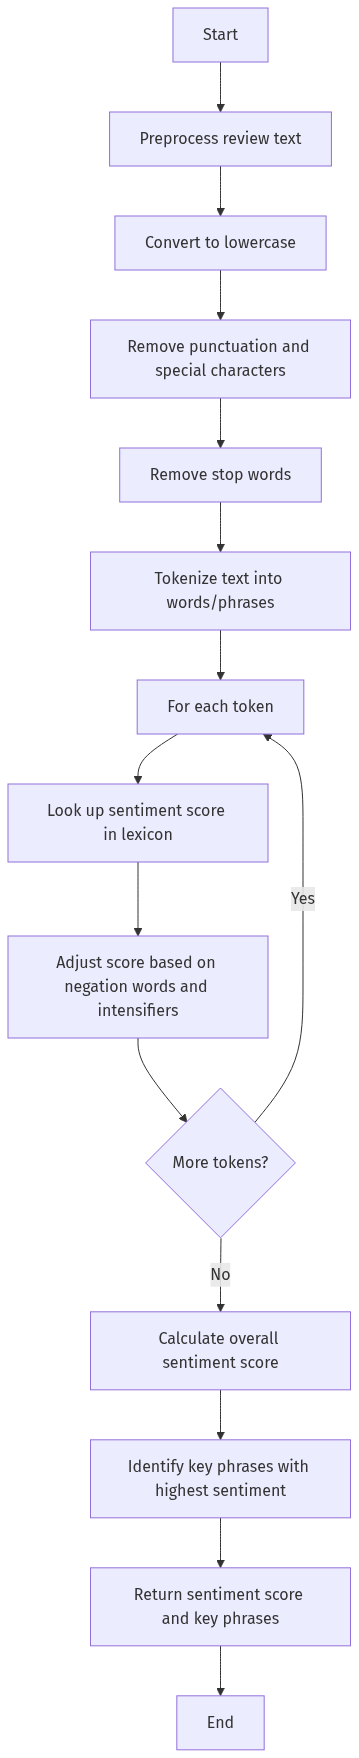 Start
Preprocess review text
Convert to lowercase
Remove punctuation and
special characters
Remove stop words
Tokenize text into
words/phrases
For each token
Look up sentiment score
in lexicon
Yes
Adjust score based on
negation words and
intensifiers
More tokens?
No
Calculate overall
sentiment score
Identify key phrases with
highest sentiment
Return sentiment score
and key phrases
End